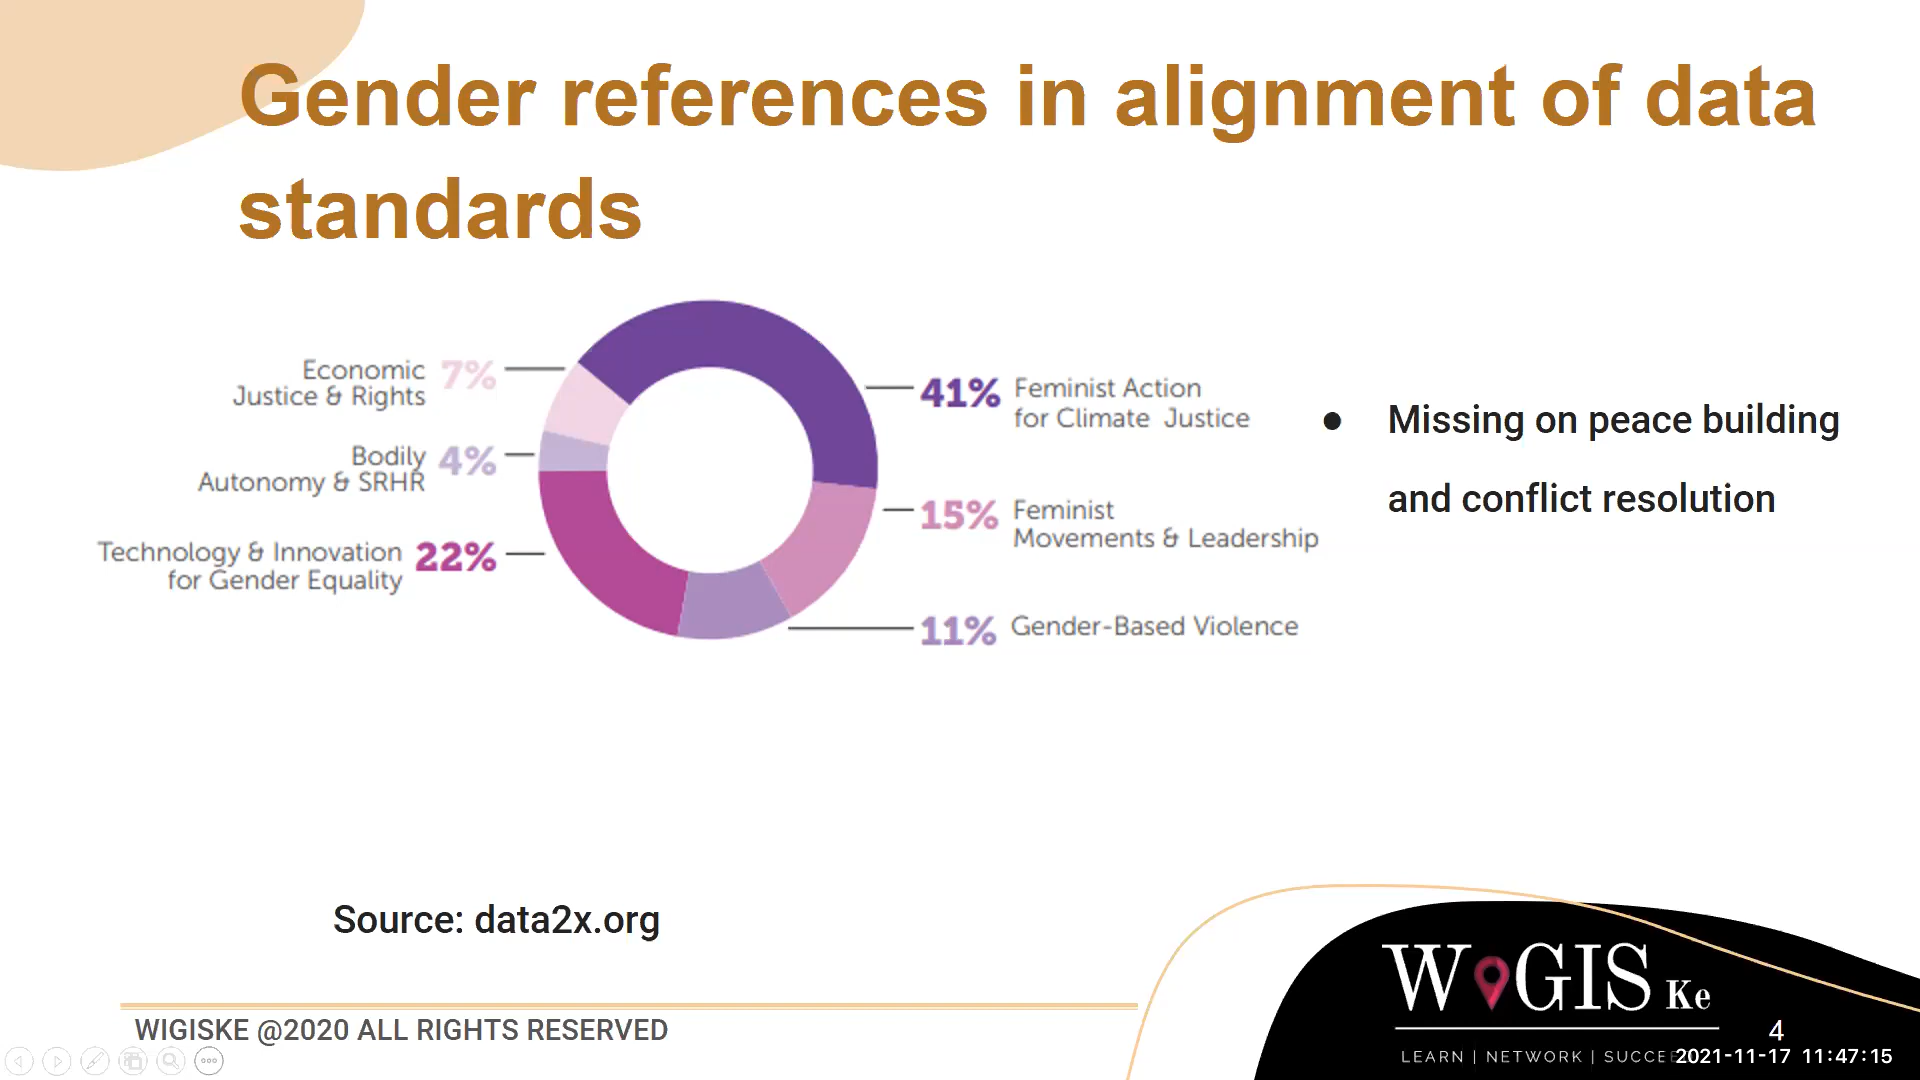 Gender references in alignment of data
standards
Economic
Justice & Rights
7%
Bodily
Autonomy & SRHR
4%
Technology & Innovation
for Gender Equality
22%
41%
Feminist Action
for Climate Justice
15%
Feminist
Movements & Leadership
11%
Gender-Based Violence
● Missing on peace building
and conflict resolution
Source: data2x.org
WIGISKE @2020 ALL RIGHTS RESERVED
WiGIS Ke
LEARN | NETWORK |
4
2021-11-17 11:47:15